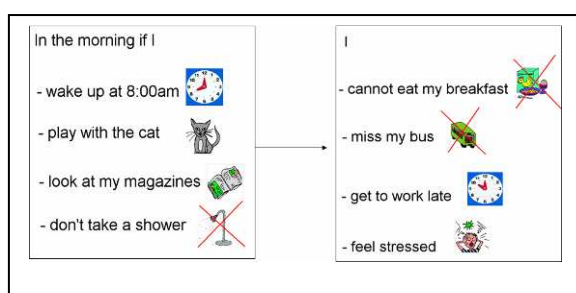 In the morning if I
- wake up at 8:00am
- play with the cat
- look at my magazines
- don't take a shower
I
- cannot eat my breakfast
- miss my bus
- get to work late
- feel stressed